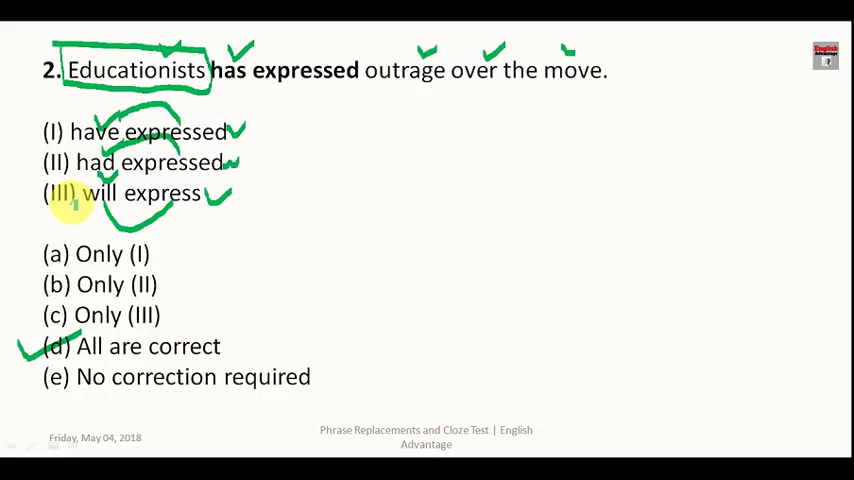 English
Advantage
2. Educationists has expressed outrage over the move.
(I) have expressed
(II) had expressed
(III) will express
(a) Only (I)
(b) Only (II)
(c) Only (III)
(d) All are correct
(e) No correction required
Friday, May 04, 2018
Phrase Replacements and Cloze Test | English
Advantage